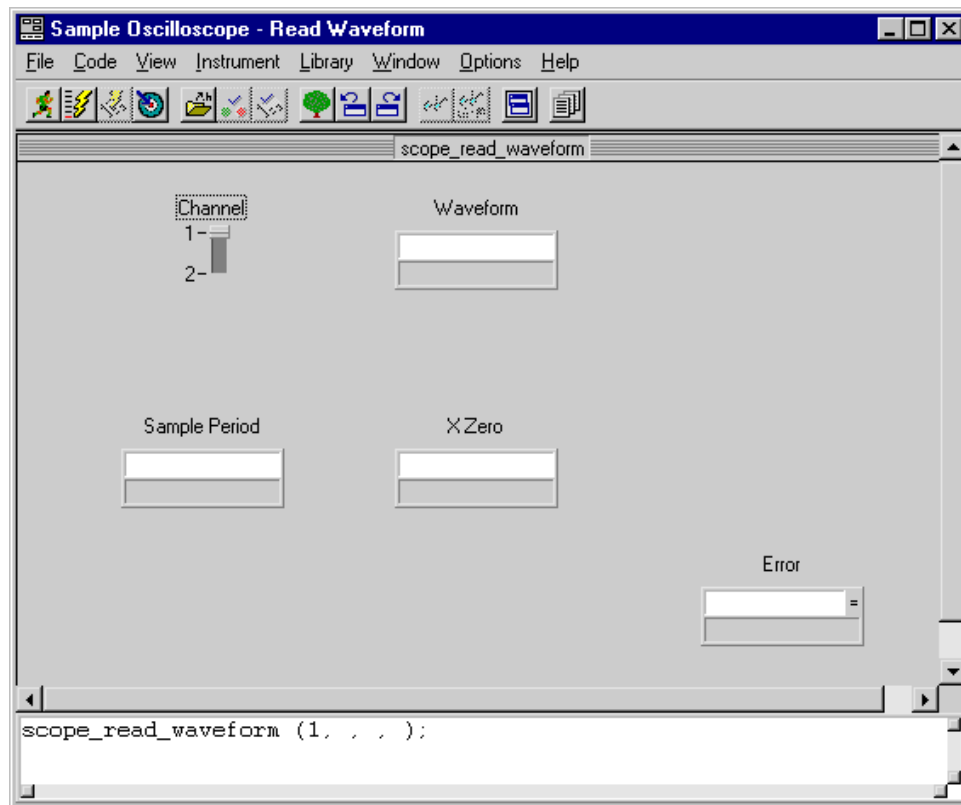 Sample Oscilloscope - Read Waveform
File Code View Instrument Library Window Options Help
scope_read_waveform
Channel
1
2
Waveform
Sample Period
X Zero
Error
=
scope_read_waveform (1, , , );